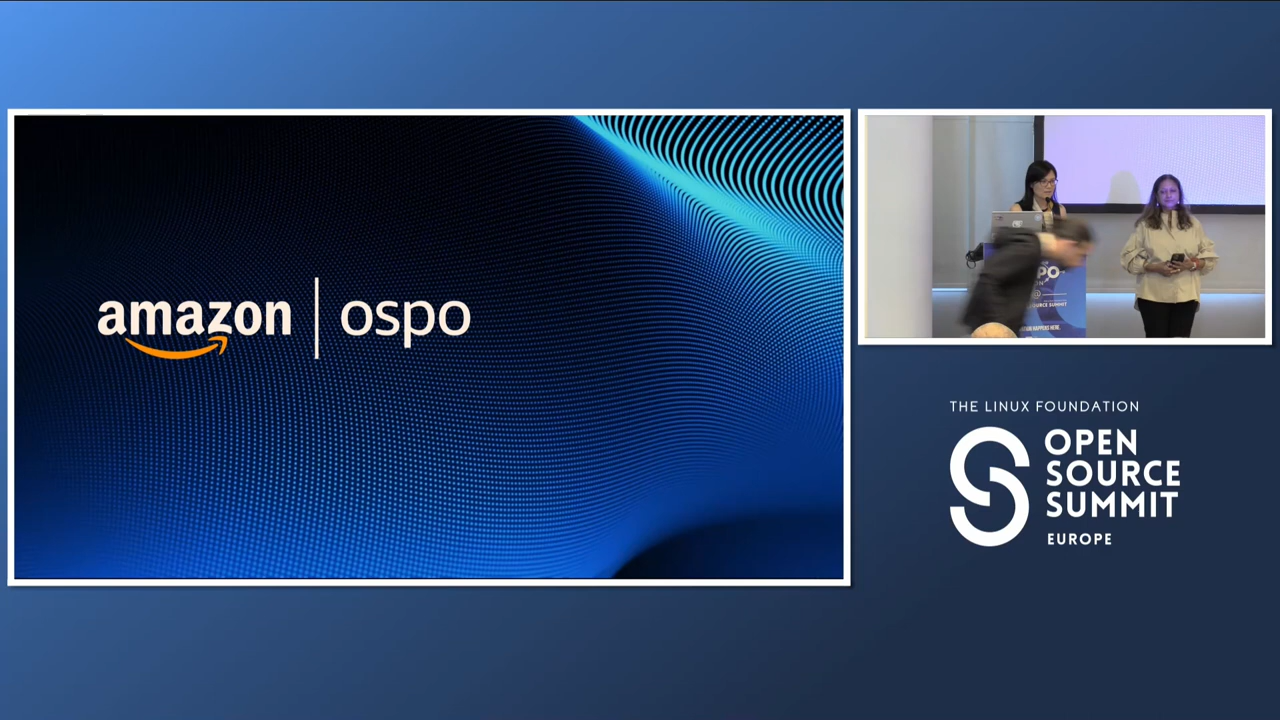 amazon | ospo
THE LINUX FOUNDATION
OPEN
SOURCE
SUMMIT
EUROPE